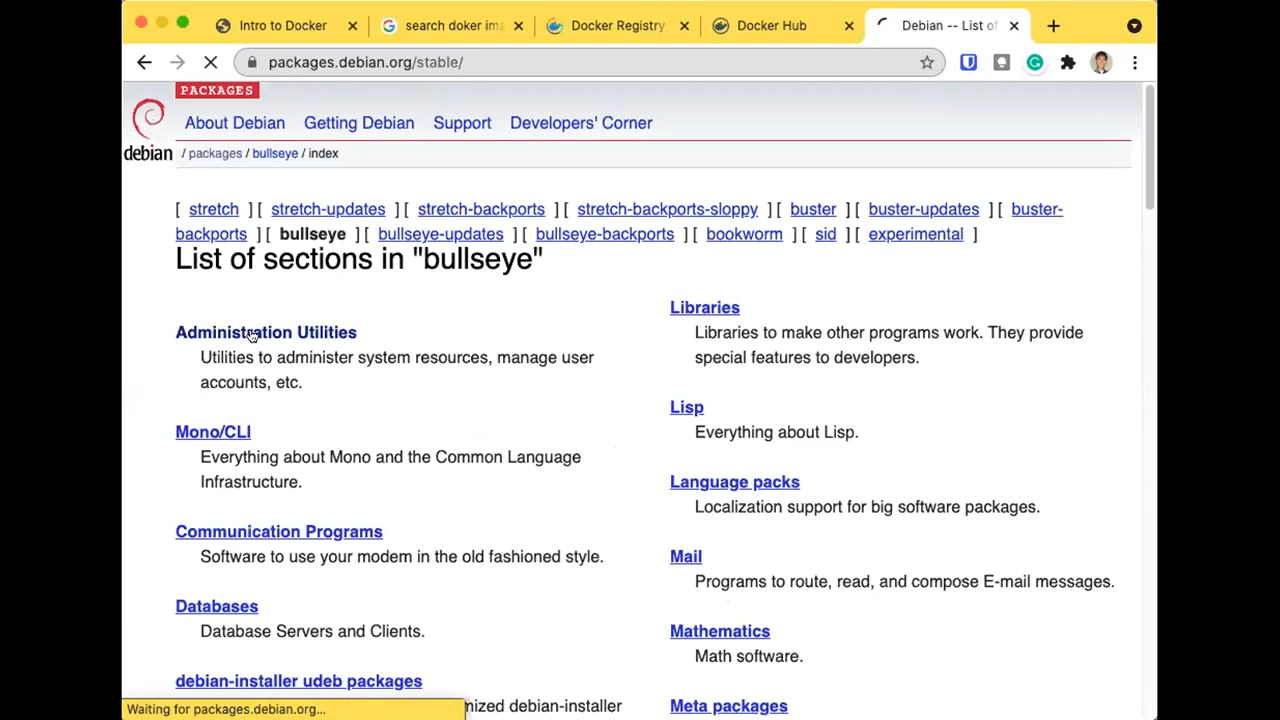 Intro to Docker
search doker ima
Docker Registry
Docker Hub
Debian -- List of
packages.debian.org/stable/
PACKAGES
About Debian Getting Debian Support Developers' Corner
debian
/ packages / bullseye / index
[ stretch ] [ stretch-updates ] [ stretch-backports ] [ stretch-backports-sloppy ] [ buster ] [ buster-updates ] [ buster-
backports ] [ bullseye ] [ bullseye-updates ] [ bullseye-backports ] [ bookworm ] [ sid ] [ experimental ]
List of sections in "bullseye"
Administration Utilities
Utilities to administer system resources, manage user
accounts, etc.
Mono/CLI
Everything about Mono and the Common Language
Infrastructure.
Communication Programs
Software to use your modem in the old fashioned style.
Databases
Database Servers and Clients.
debian-installer udeb packages
mized debian-installer
Libraries
Libraries to make other programs work. They provide
special features to developers.
Lisp
Everything about Lisp.
Language packs
Localization support for big software packages.
Mail
Programs to route, read, and compose E-mail messages.
Mathematics
Math software.
Meta packages
Waiting for packages.debian.org...